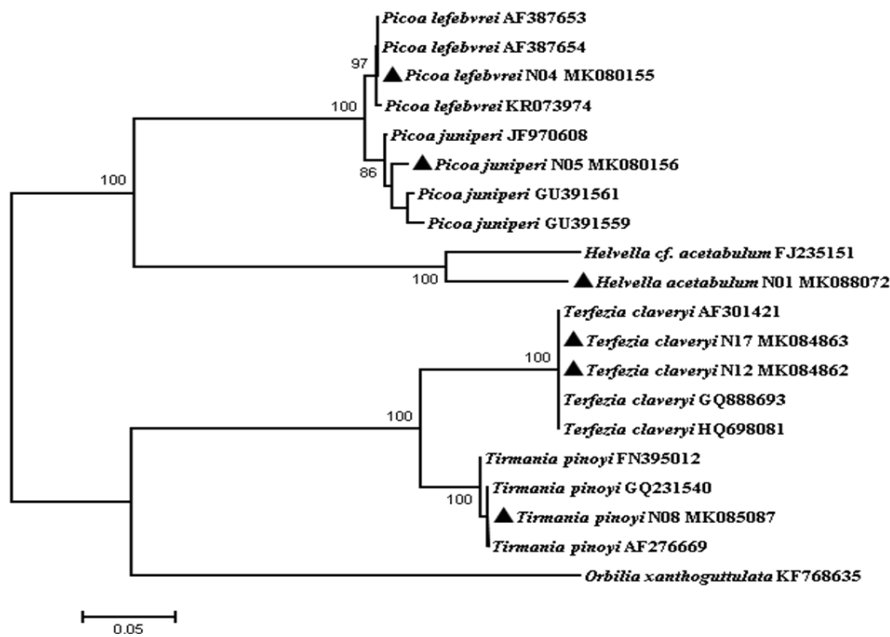 Picoa lefebvrei AF387653
Picoa lefebvrei AF387654
97
Picoa lefebvrei N04 MK080155
100
Picoa lefebvrei KR073974
Picoa juniperi JF970608
Picoa juniperi N05 MK080156
86
100
Picoa juniperi GU391561
Picoa juniperi GU391559
Helvella cf. acetabulum FJ235151
100
Helvella acetabulum N01 MK088072
Terfezia claveryi AF301421
Terfezia claveryi N17 MK084863
100
Terfezia claveryi N12 MK084862
Terfezia claveryi GQ888693
100
Terfezia claveryi HQ698081
Tirmania pinoyi FN395012
Tirmania pinoyi GQ231540
100
Tirmania pinoyi N08 MK085087
Tirmania pinoyi AF276669
Orbilia xanthoguttulata KF768635
0.05